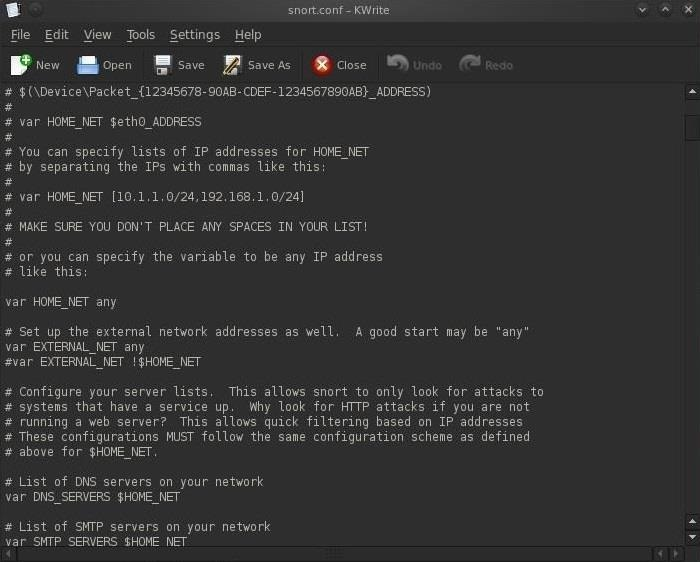 snort.conf – KWrite
File Edit View Tools Settings Help
New Open Save Save As Close Undo Redo
# $(\Device\Packet_{12345678-90AB-CDEF-1234567890AB}_ADDRESS)
#
# var HOME_NET $eth0_ADDRESS
#
# You can specify lists of IP addresses for HOME_NET
# by separating the IPs with commas like this:
#
# var HOME_NET [10.1.1.0/24,192.168.1.0/24]
#
# MAKE SURE YOU DON'T PLACE ANY SPACES IN YOUR LIST!
#
# or you can specify the variable to be any IP address
# like this:

var HOME_NET any

# Set up the external network addresses as well.  A good start may be "any"
var EXTERNAL_NET any
#var EXTERNAL_NET !$HOME_NET

# Configure your server lists.  This allows snort to only look for attacks to
# systems that have a service up.  Why look for HTTP attacks if you are not
# running a web server?  This allows quick filtering based on IP addresses
# These configurations MUST follow the same configuration scheme as defined
# above for $HOME_NET.

# List of DNS servers on your network
var DNS_SERVERS $HOME_NET

# List of SMTP servers on your network
var SMTP_SERVERS $HOME_NET